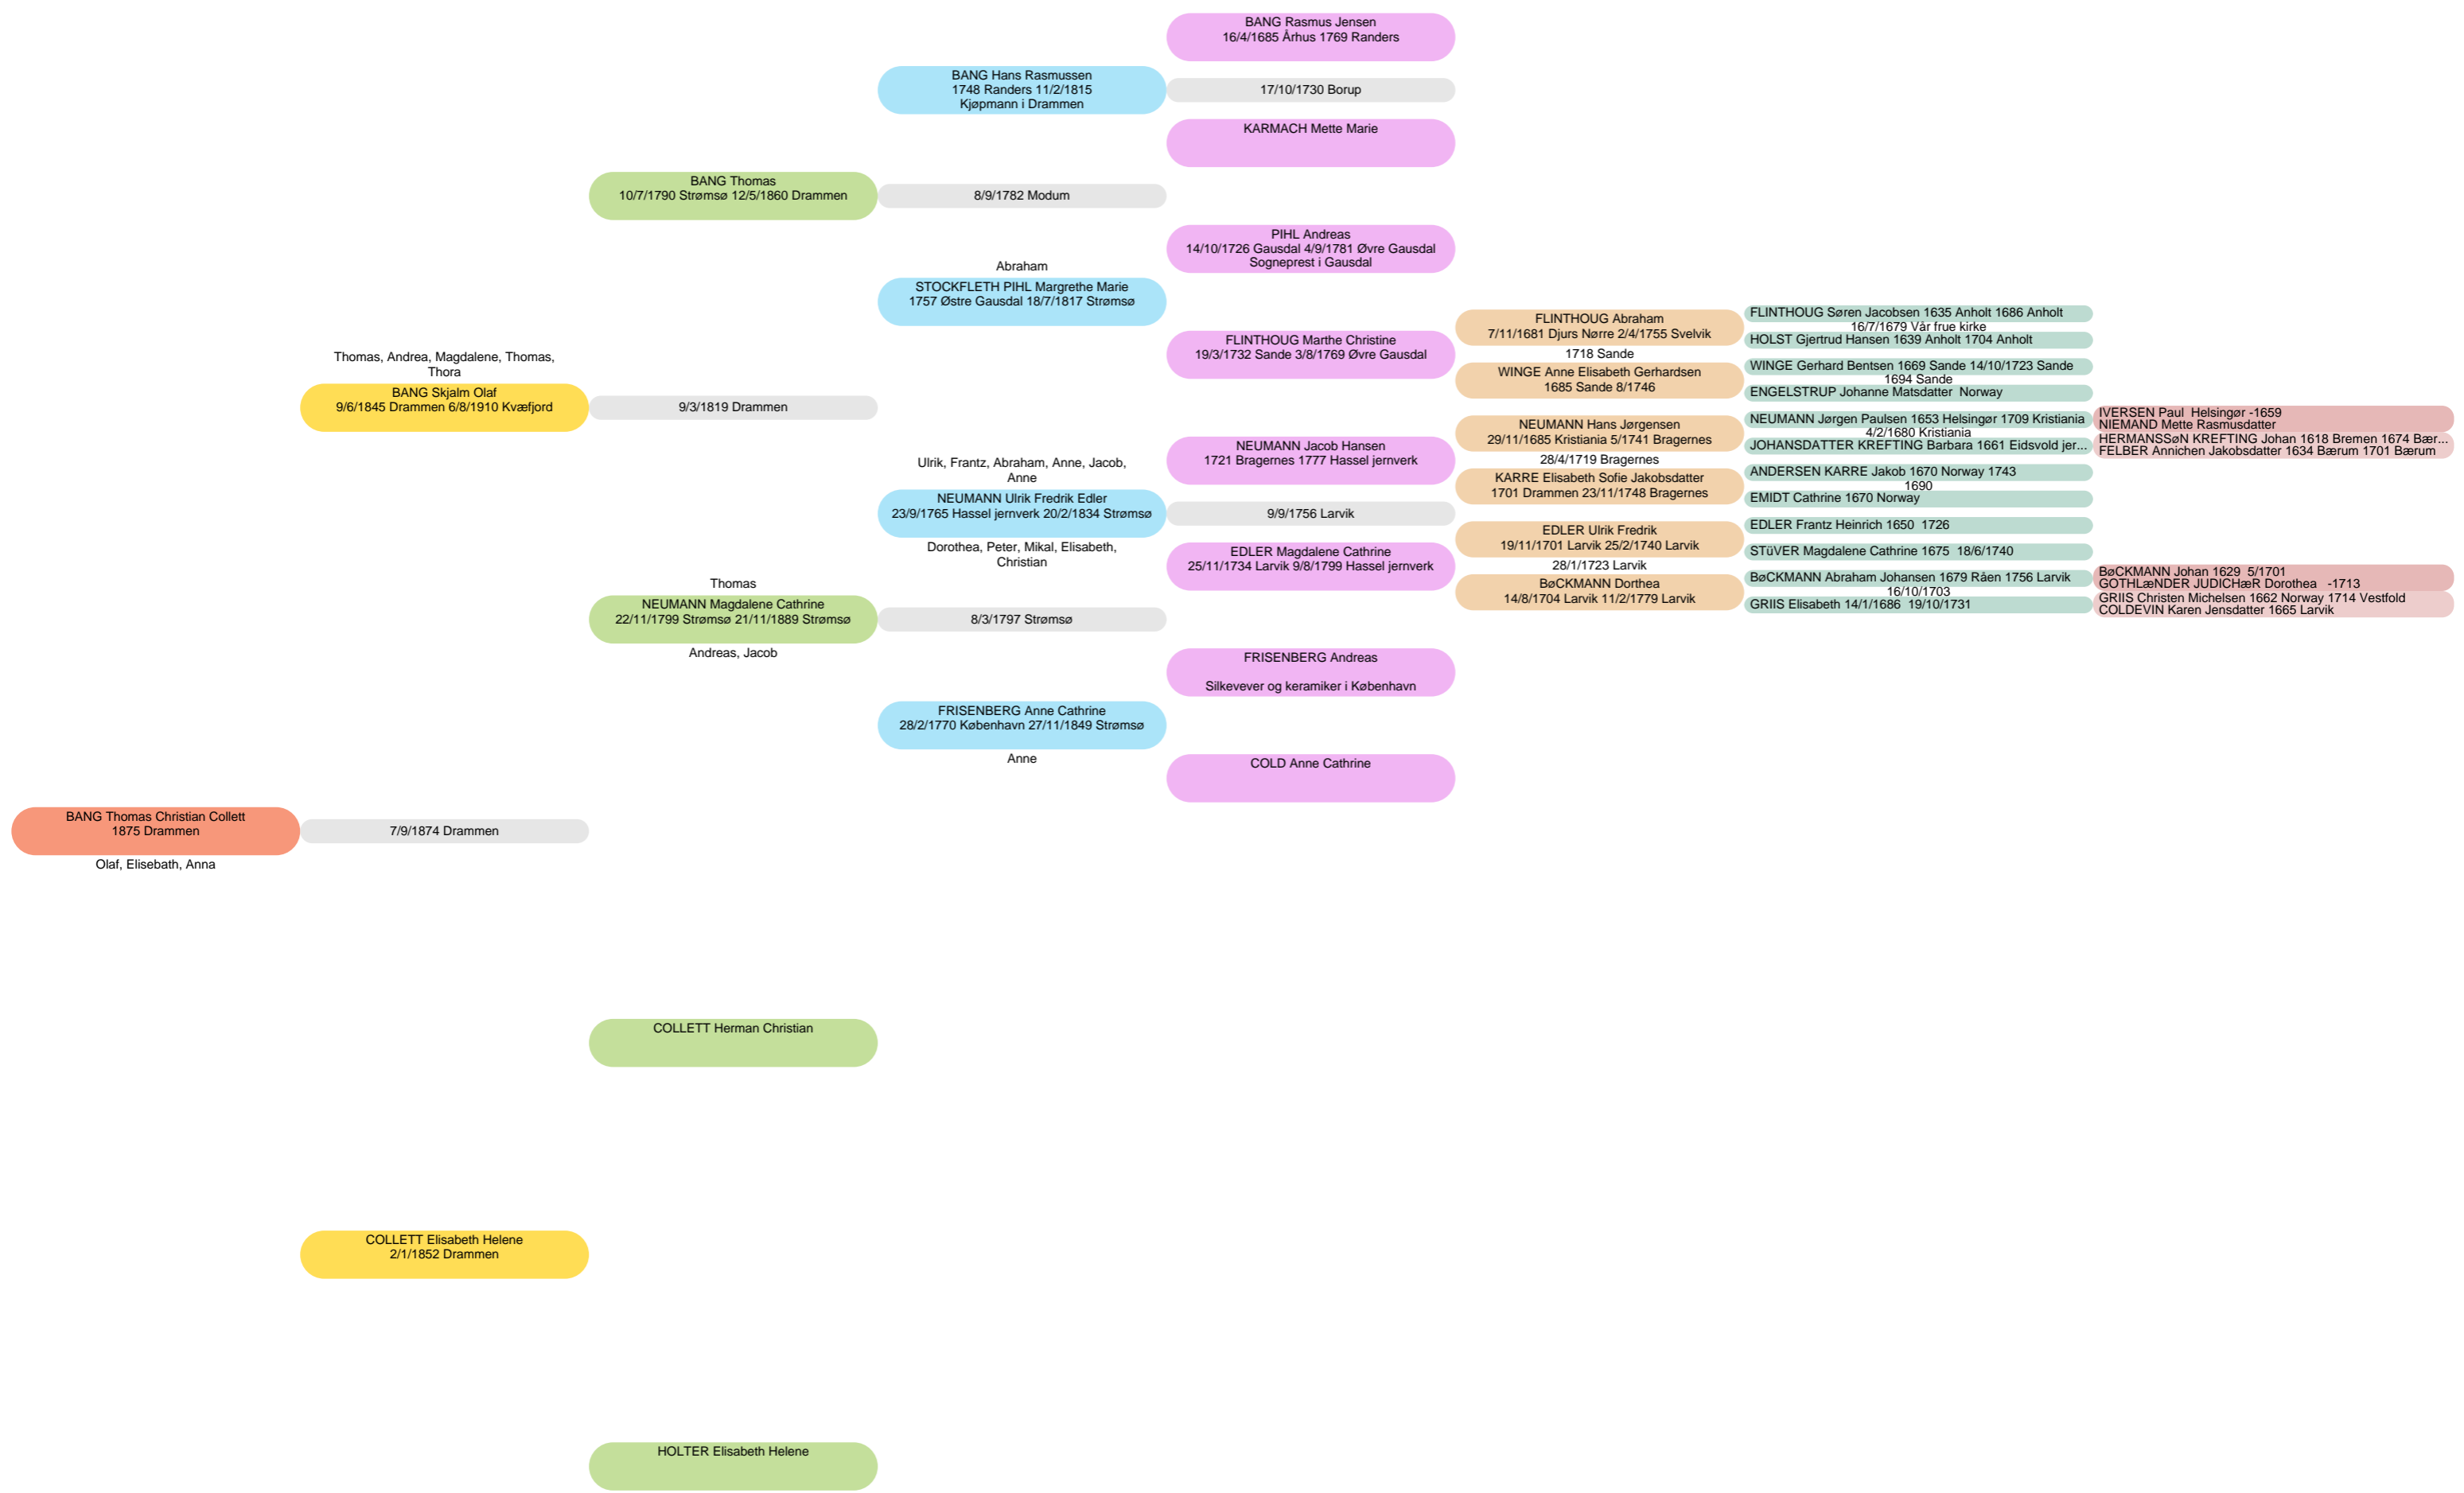 BANG Rasmus Jensen
16/4/1685 Århus 1769 Randers
BANG Hans Rasmussen
1748 Randers 11/2/1815
Kjøpmann i Drammen
17/10/1730 Borup
KARMACH Mette Marie
BANG Thomas
10/7/1790 Strømsø 12/5/1860 Drammen
8/9/1782 Modum
PIHL Andreas
14/10/1726 Gausdal 4/9/1781 Øvre Gausdal
Sogneprest i Gausdal
Abraham
STOCKFLETH PIHL Margrethe Marie
1757 Østre Gausdal 18/7/1817 Strømsø
FLINTHOUG Marthe Christine
19/3/1732 Sande 3/8/1769 Øvre Gausdal
FLINTHOUG Abraham
7/11/1681 Djurs Nørre 2/4/1755 Svelvik
1718 Sande
WINGE Anne Elisabeth Gerhardsen
1685 Sande 8/1746
FLINTHOUG Søren Jacobsen 1635 Anholt 1686 Anholt
16/7/1679 Vår frue kirke
HOLST Gjertrud Hansen 1639 Anholt 1704 Anholt
WINGE Gerhard Bentsen 1669 Sande 14/10/1723 Sande
1694 Sande
ENGELSTRUP Johanne Matsdatter  Norway
Thomas, Andrea, Magdalene, Thomas,
Thora
BANG Skjalm Olaf
9/6/1845 Drammen 6/8/1910 Kvæfjord
9/3/1819 Drammen
NEUMANN Jacob Hansen
1721 Bragernes 1777 Hassel jernverk
NEUMANN Hans Jørgensen
29/11/1685 Kristiania 5/1741 Bragernes
28/4/1719 Bragernes
KARRE Elisabeth Sofie Jakobsdatter
1701 Drammen 23/11/1748 Bragernes
NEUMANN Jørgen Paulsen 1653 Helsingør 1709 Kristiania
4/2/1680 Kristiania
JOHANSDATTER KREFTING Barbara 1661 Eidsvold jer...
ANDERSEN KARRE Jakob 1670 Norway 1743
1690
EMIDT Cathrine 1670 Norway
IVERSEN Paul  Helsingør -1659
NIEMAND Mette Rasmusdatter
HERMANSSøN KREFTING Johan 1618 Bremen 1674 Bær...
FELBER Annichen Jakobsdatter 1634 Bærum 1701 Bærum
Ulrik, Frantz, Abraham, Anne, Jacob,
Anne
NEUMANN Ulrik Fredrik Edler
23/9/1765 Hassel jernverk 20/2/1834 Strømsø
Dorothea, Peter, Mikal, Elisabeth,
Christian
9/9/1756 Larvik
EDLER Magdalene Cathrine
25/11/1734 Larvik 9/8/1799 Hassel jernverk
EDLER Ulrik Fredrik
19/11/1701 Larvik 25/2/1740 Larvik
28/1/1723 Larvik
BøCKMANN Dorthea
14/8/1704 Larvik 11/2/1779 Larvik
EDLER Frantz Heinrich 1650  1726
STüVER Magdalene Cathrine 1675  18/6/1740
BøCKMANN Abraham Johansen 1679 Råen 1756 Larvik
16/10/1703
GRIIS Elisabeth 14/1/1686  19/10/1731
BøCKMANN Johan 1629  5/1701
GOTHLæNDER JUDICHæR Dorothea   -1713
GRIIS Christen Michelsen 1662 Norway 1714 Vestfold
COLDEVIN Karen Jensdatter 1665 Larvik
Thomas
NEUMANN Magdalene Cathrine
22/11/1799 Strømsø 21/11/1889 Strømsø
Andreas, Jacob
8/3/1797 Strømsø
FRISENBERG Andreas
Silkevever og keramiker i København
FRISENBERG Anne Cathrine
28/2/1770 København 27/11/1849 Strømsø
Anne
COLD Anne Cathrine
BANG Thomas Christian Collett
1875 Drammen
Olaf, Elisebath, Anna
7/9/1874 Drammen
COLLETT Herman Christian
COLLETT Elisabeth Helene
2/1/1852 Drammen
HOLTER Elisabeth Helene